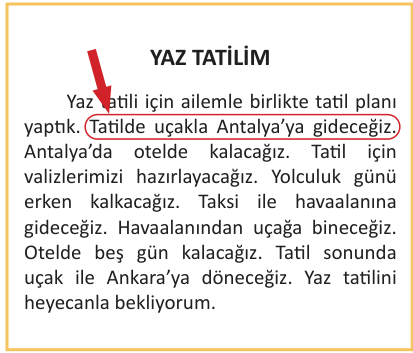 YAZ TATİLİM
Yaz tatili için ailemle birlikte tatil planı
yaptık. Tatilde uçakla Antalya’ya gideceğiz.
Antalya’da otelde kalacağız. Tatil için
valizlerimizi hazırlayacağız. Yolculuk günü
erken kalkacağız. Taksi ile havaalanına
gideceğiz. Havaalanından uçağa bineceğiz.
Otelde beş gün kalacağız. Tatil sonunda
uçak ile Ankara’ya döneceğiz. Yaz tatilini
heyecanla bekliyorum.